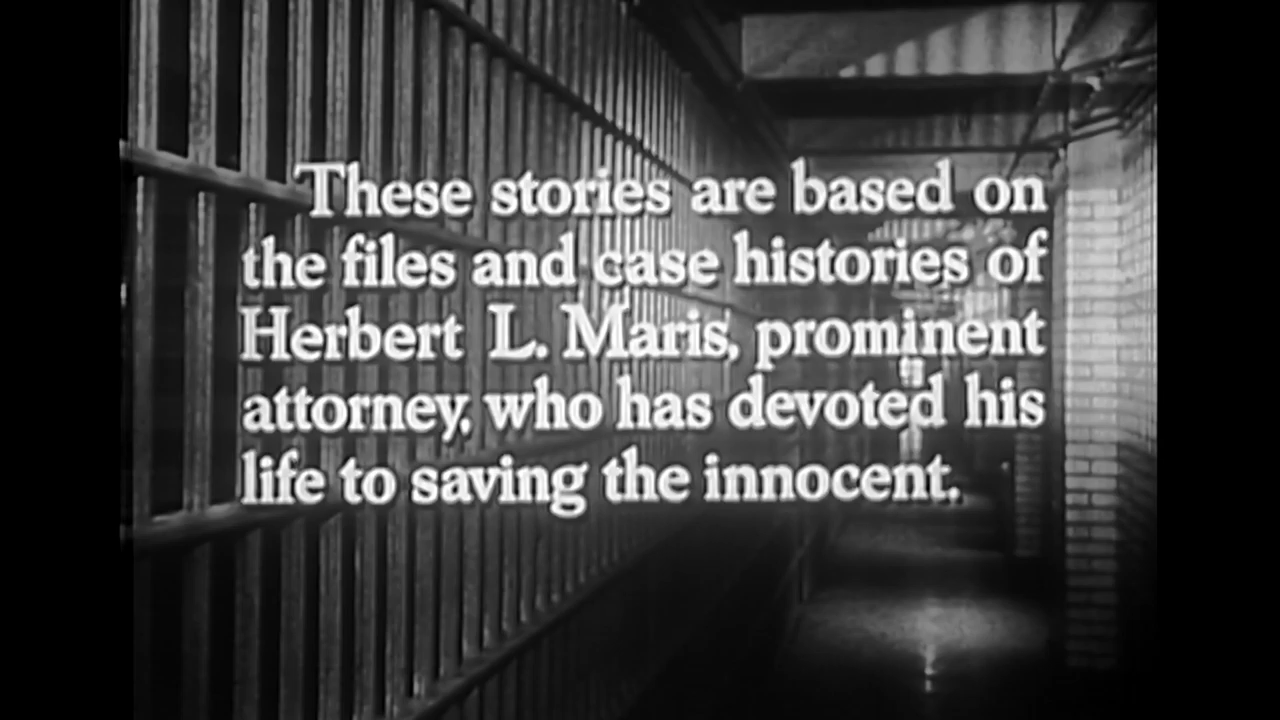 These stories are based on
the files and case histories of
Herbert L. Maris, prominent
attorney, who has devoted his
life to saving the innocent.